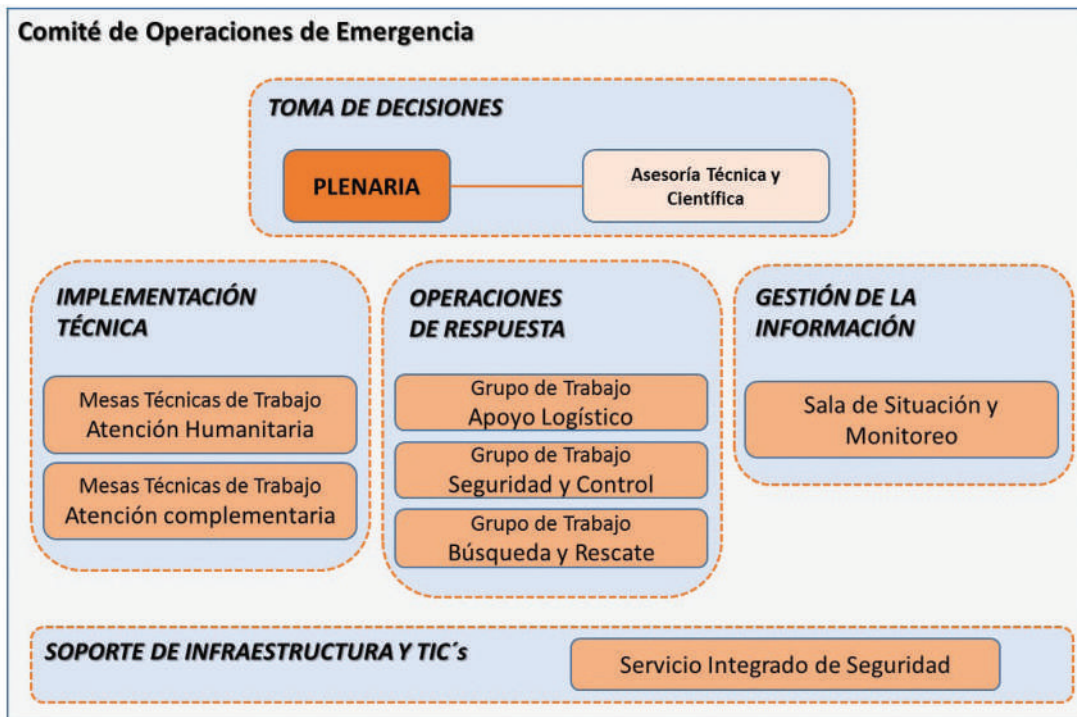 Comité de Operaciones de Emergencia
TOMA DE DECISIONES
PLENARIA
Asesoría Técnica y
Científica
IMPLEMENTACIÓN
TÉCNICA
Mesas Técnicas de Trabajo
Atención Humanitaria
Mesas Técnicas de Trabajo
Atención complementaria
OPERACIONES
DE RESPUESTA
Grupo de Trabajo
Apoyo Logístico
Grupo de Trabajo
Seguridad y Control
Grupo de Trabajo
Búsqueda y Rescate
GESTIÓN DE LA
INFORMACIÓN
Sala de Situación y
Monitoreo
SOPORTE DE INFRAESTRUCTURA Y TIC´s
Servicio Integrado de Seguridad